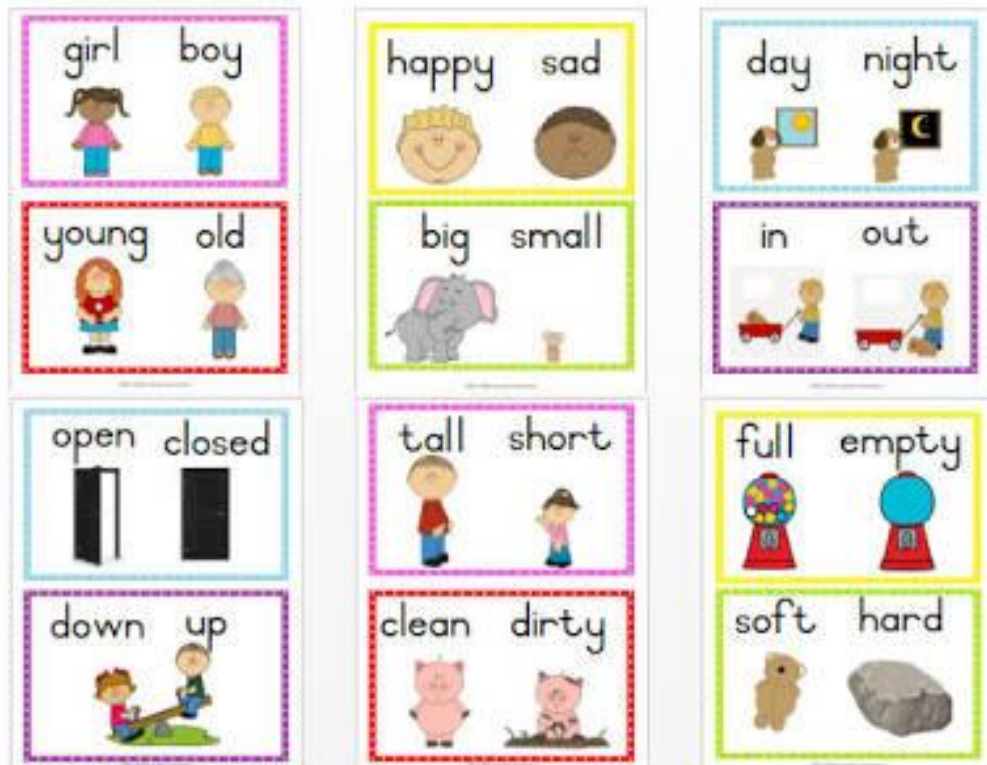 girl boy
happy sad
day night
young old
big small
in out
open closed
tall short
full empty
down up
clean dirty
soft hard